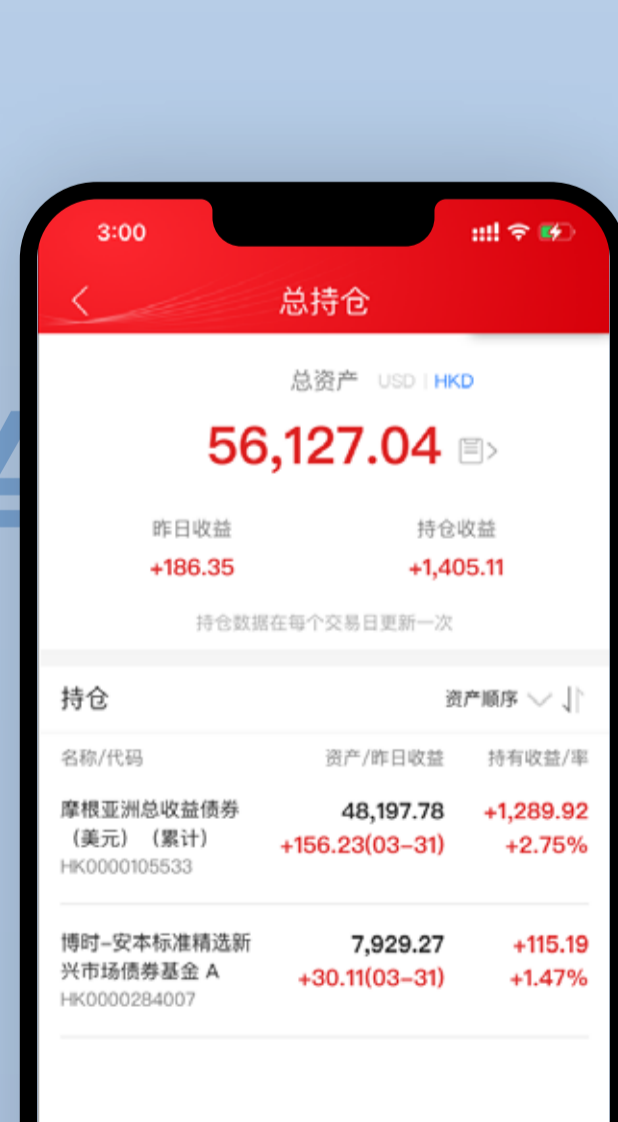 3:00
总持仓
总资产 USD | HKD
56,127.04
昨日收益 持仓收益
+186.35 +1,405.11
持仓数据在每个交易日更新一次
持仓 资产顺序
名称/代码 资产/昨日收益 持有收益/率
摩根亚洲总收益债券 48,197.78 +1,289.92
（美元）（累计） +156.23(03-31) +2.75%
HK0000105533
博时-安本标准精选新 7,929.27 +115.19
兴市场债券基金 A +30.11(03-31) +1.47%
HK0000284007